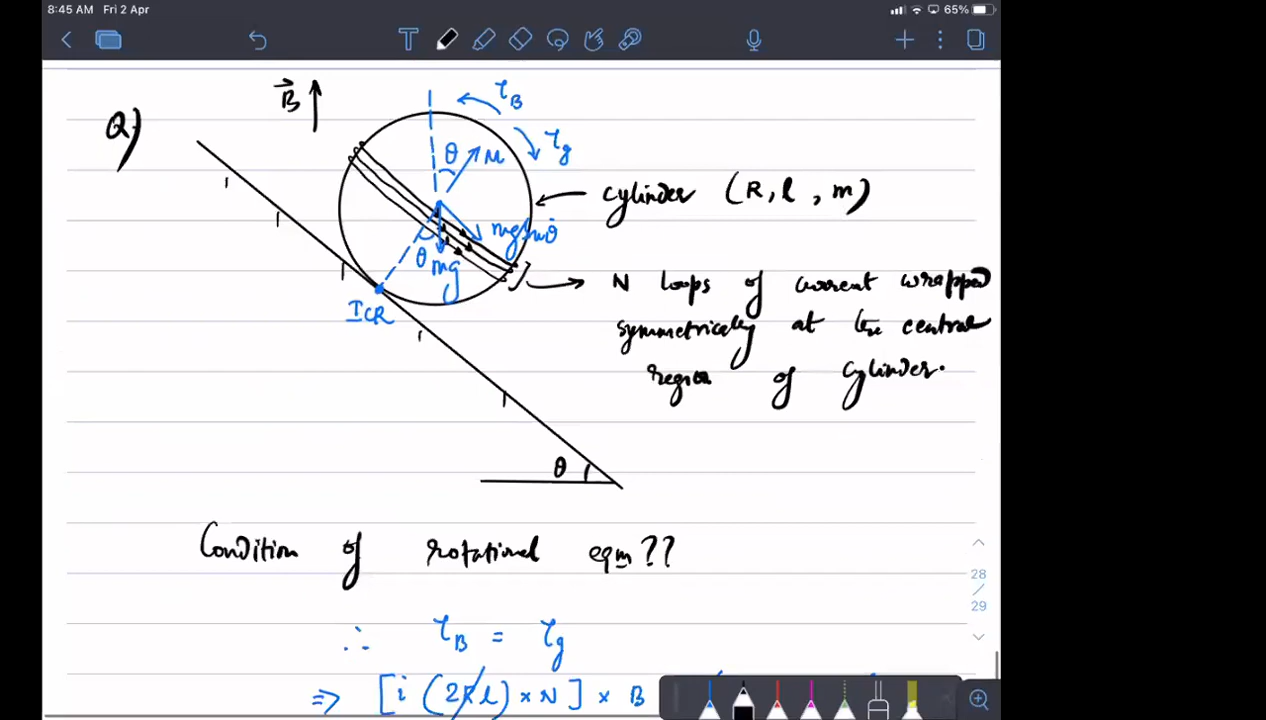 8:45 AM Fri 2 Apr
65%
T
Q)
B
τB
τg
θ
M
cylinder (R, l, m)
mg sinθ
θ
mg
ICR
N loops of current wrapped
symmetrically at the central
region of cylinder.
θ
Condition of rotational eqm??
28
/
29
∴ τB = τg
⇒ [i (2Rl) × N] × B